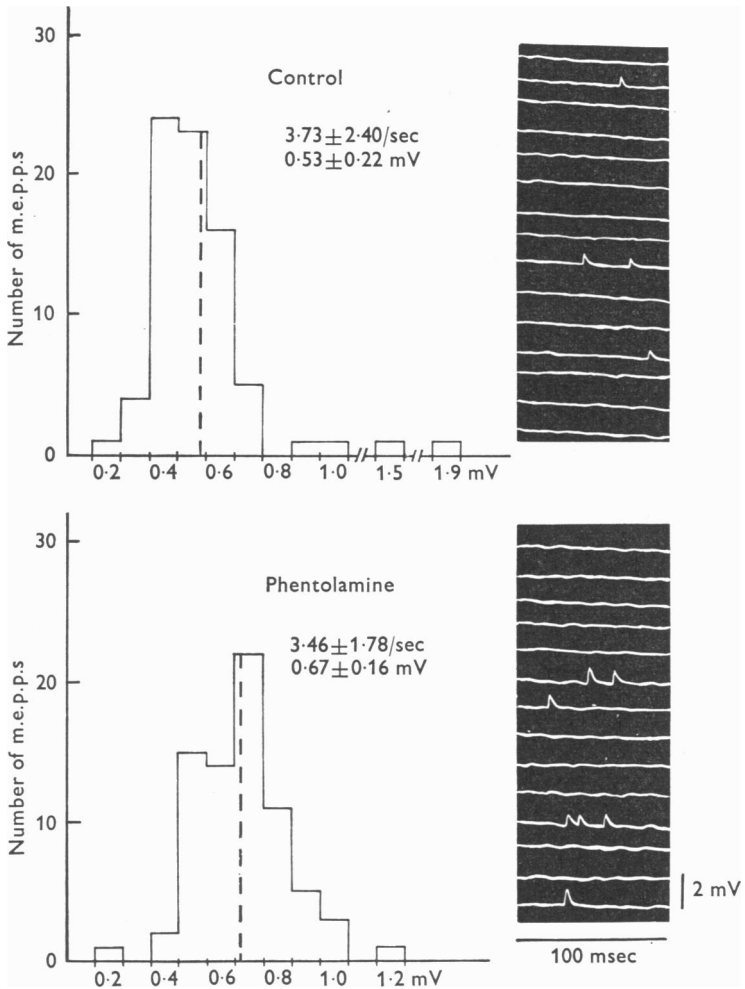 30
20
10
0
Number of m.e.p.p.s
Control
3·73±2·40/sec
0·53±0·22 mV
0·2 0·4 0·6 0·8 1·0 1·5 1·9 mV
30
20
10
0
Number of m.e.p.p.s
Phentolamine
3·46±1·78/sec
0·67±0·16 mV
0·2 0·4 0·6 0·8 1·0 1·2 mV
2 mV
100 msec